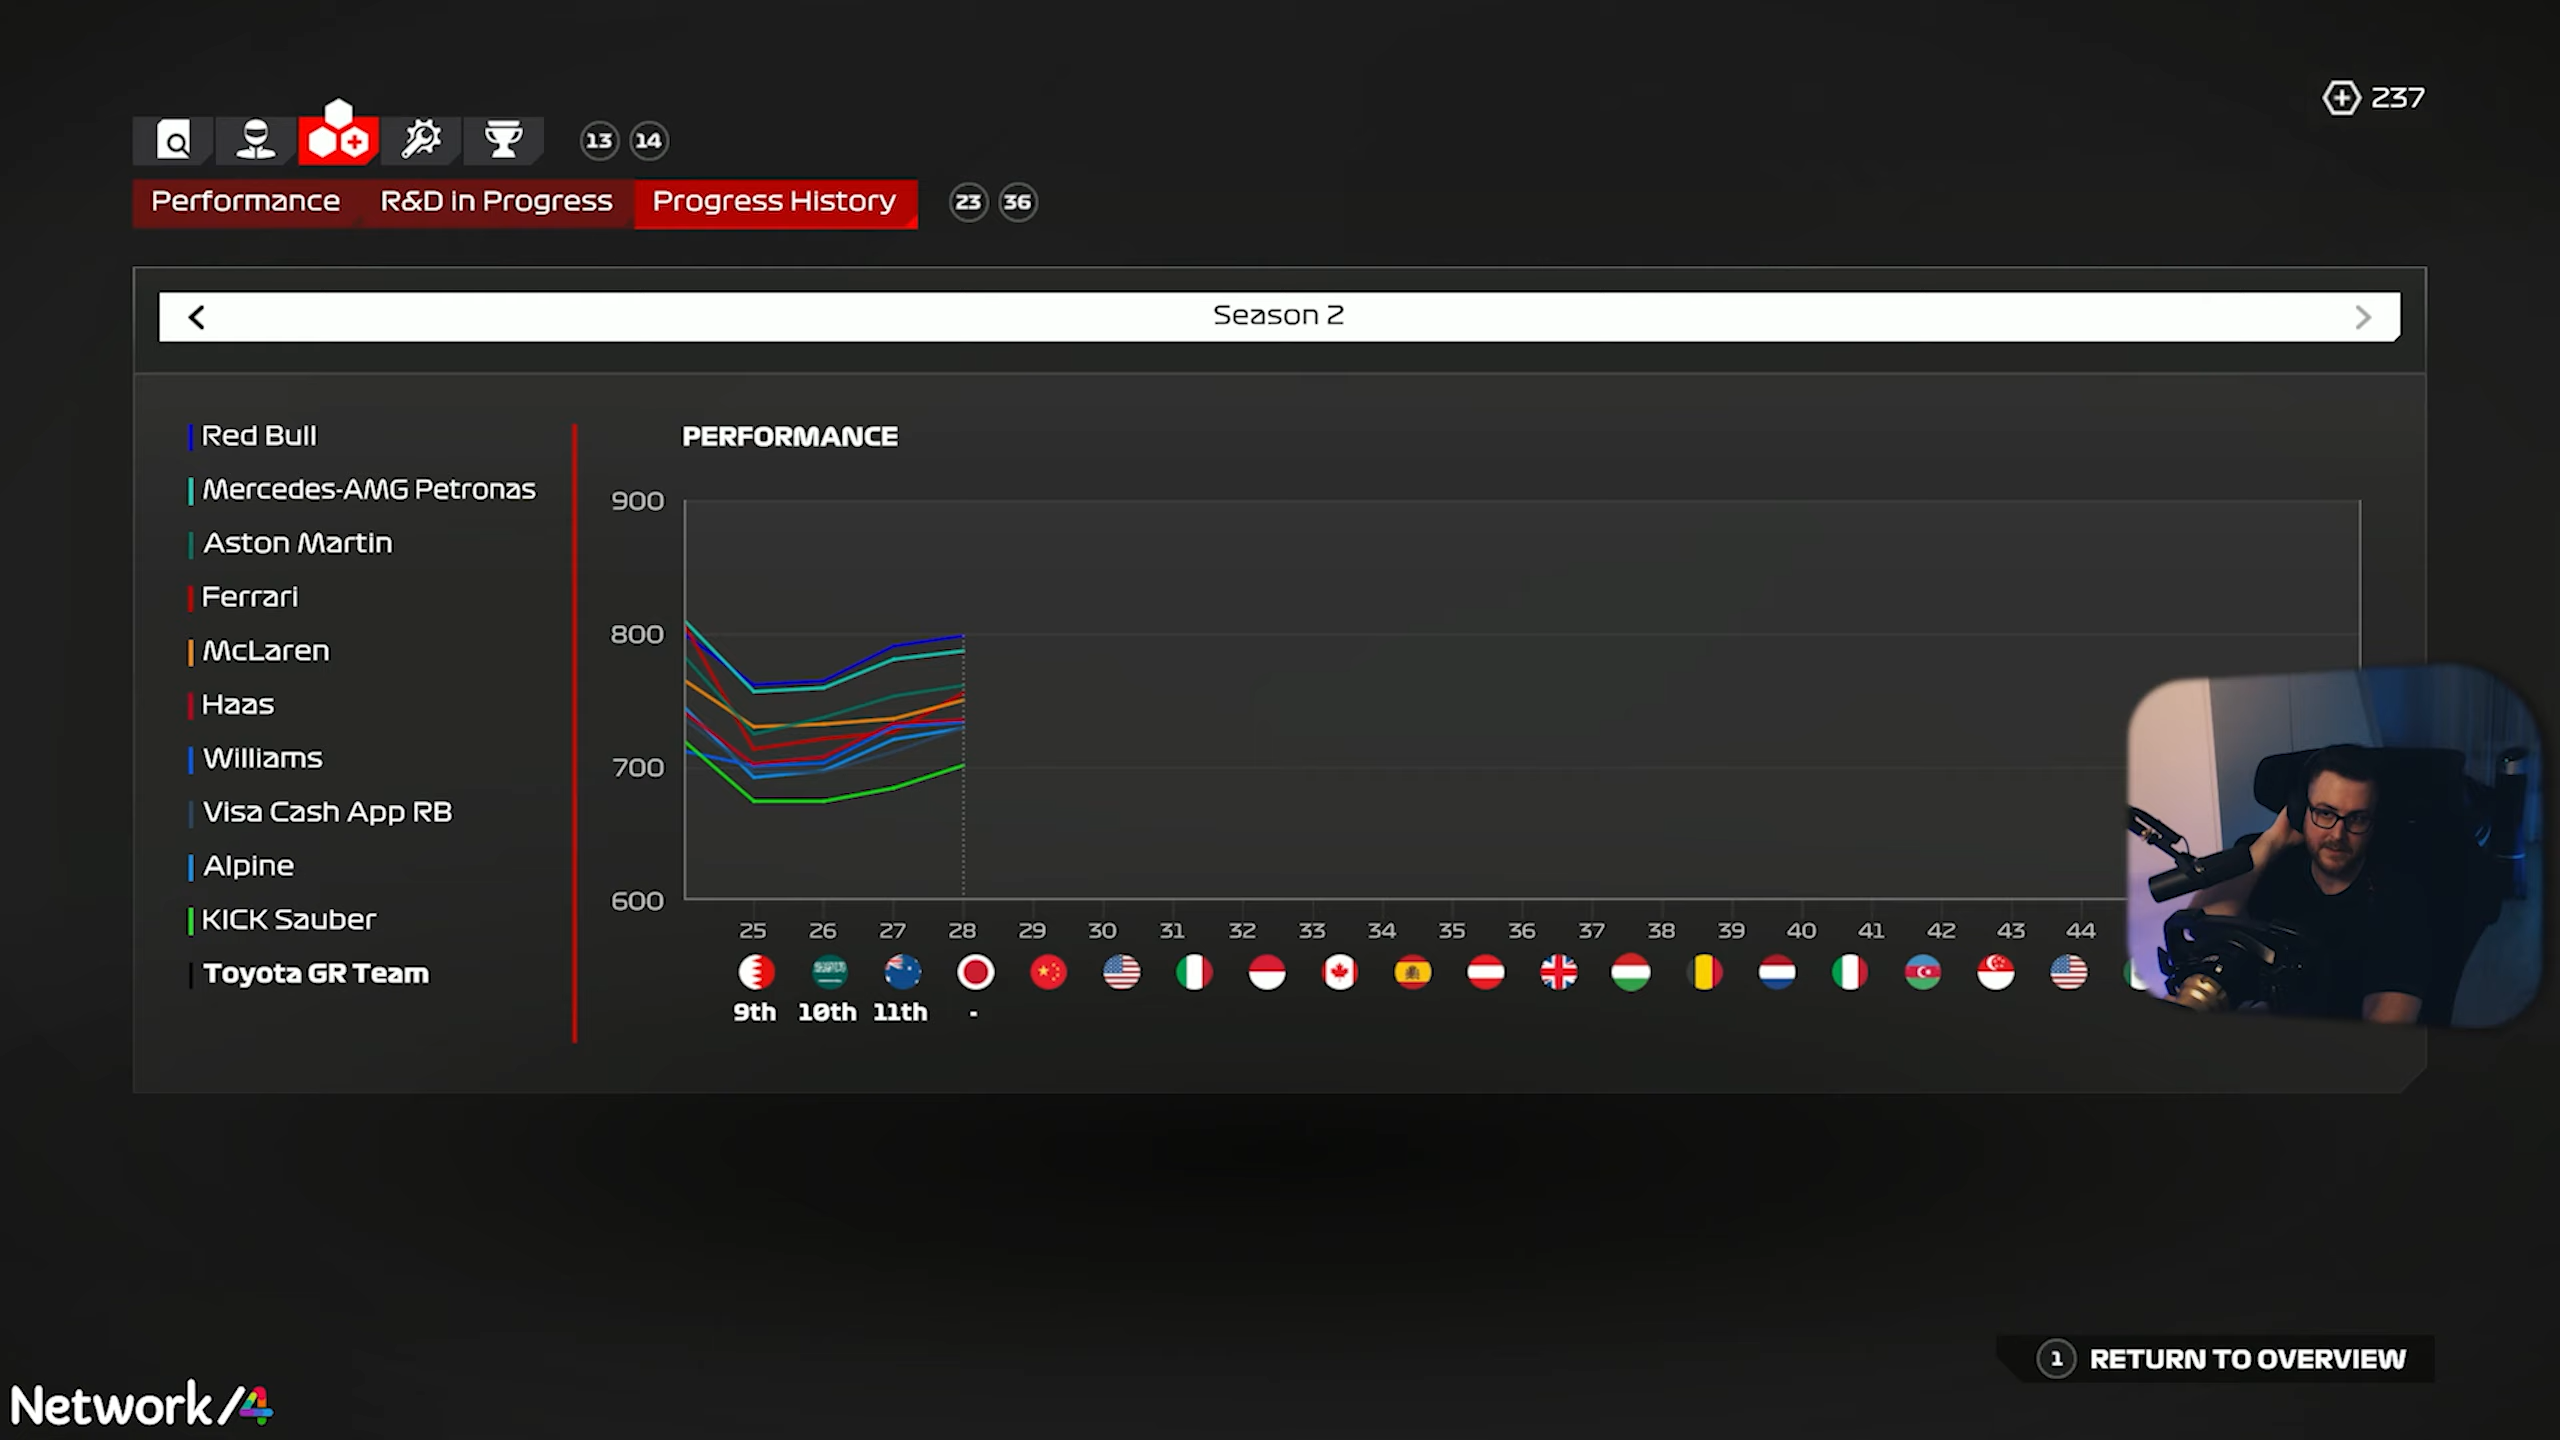 237
13 14
Performance R&D in Progress Progress History 23 36
Season 2
Red Bull
Mercedes-AMG Petronas
Aston Martin
Ferrari
McLaren
Haas
Williams
Visa Cash App RB
Alpine
KICK Sauber
Toyota GR Team
PERFORMANCE
900
800
700
600
25 26 27 28 29 30 31 32 33 34 35 36 37 38 39 40 41 42 43 44
9th 10th 11th -
1 RETURN TO OVERVIEW
Network/4